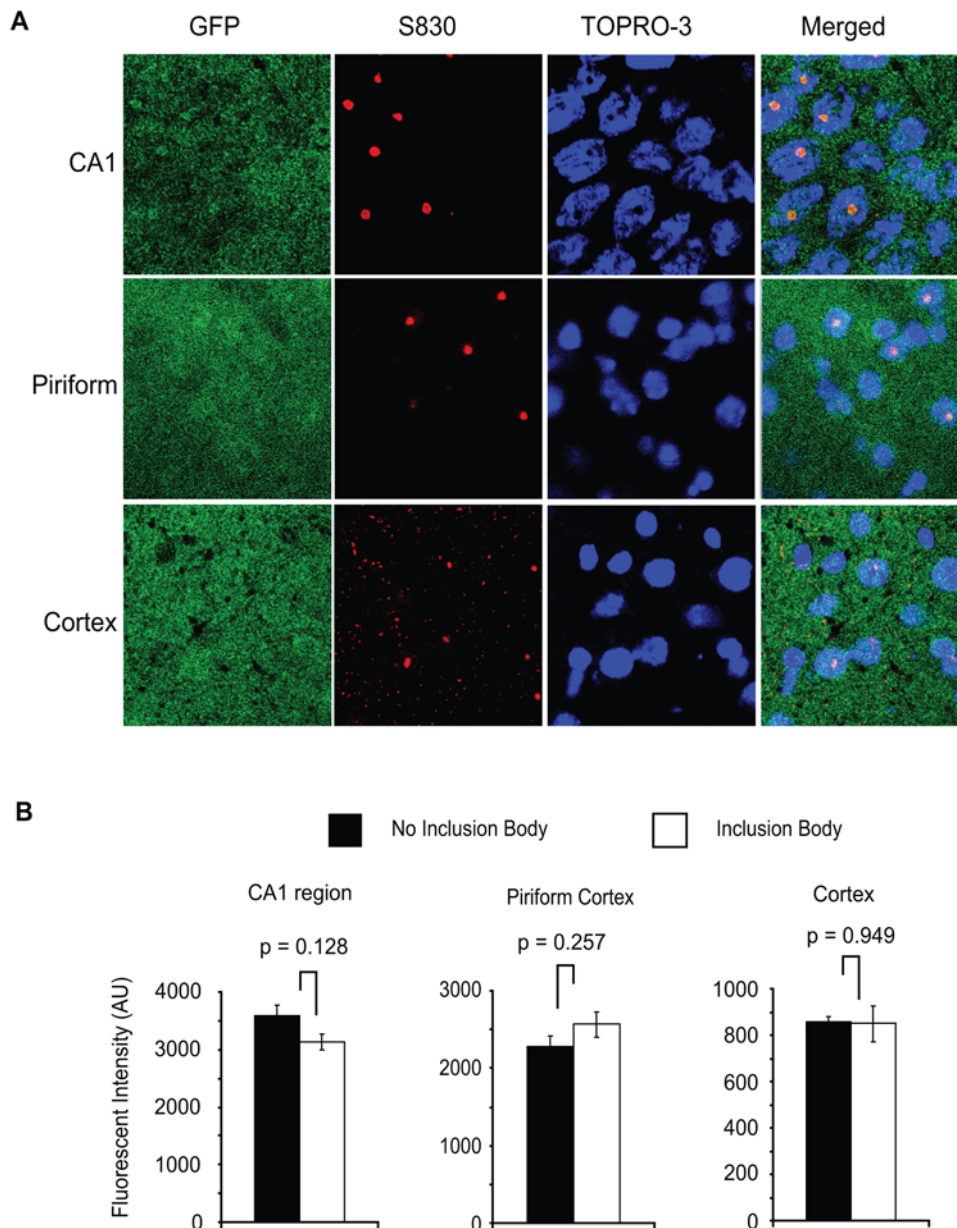 A
GFP S830 TOPRO-3 Merged
CA1
Piriform
Cortex
B
No Inclusion Body Inclusion Body
CA1 region Piriform Cortex Cortex
p = 0.128 p = 0.257 p = 0.949
Fluorescent Intensity (AU)
4000
3000
2000
1000
0
3000
2000
1000
0
1000
800
600
400
200
0